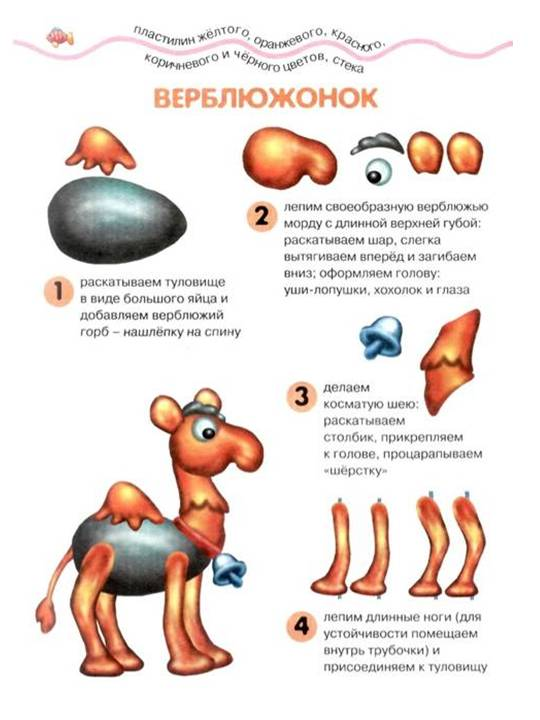 пластилин жёлтого, оранжевого, красного,
коричневого и чёрного цветов, стека
ВЕРБЛЮЖОНОК
1
раскатываем туловище
в виде большого яйца и
добавляем верблюжий
горб – нашлёпку на спину
2
лепим своеобразную верблюжью
морду с длинной верхней губой:
раскатываем шар, слегка
вытягиваем вперёд и загибаем
вниз; оформляем голову:
уши-лопушки, хохолок и глаза
3
делаем
косматую шею:
раскатываем
столбик, прикрепляем
к голове, процарапываем
«шёрстку»
4
лепим длинные ноги (для
устойчивости помещаем
внутрь трубочки) и
присоединяем к туловищу